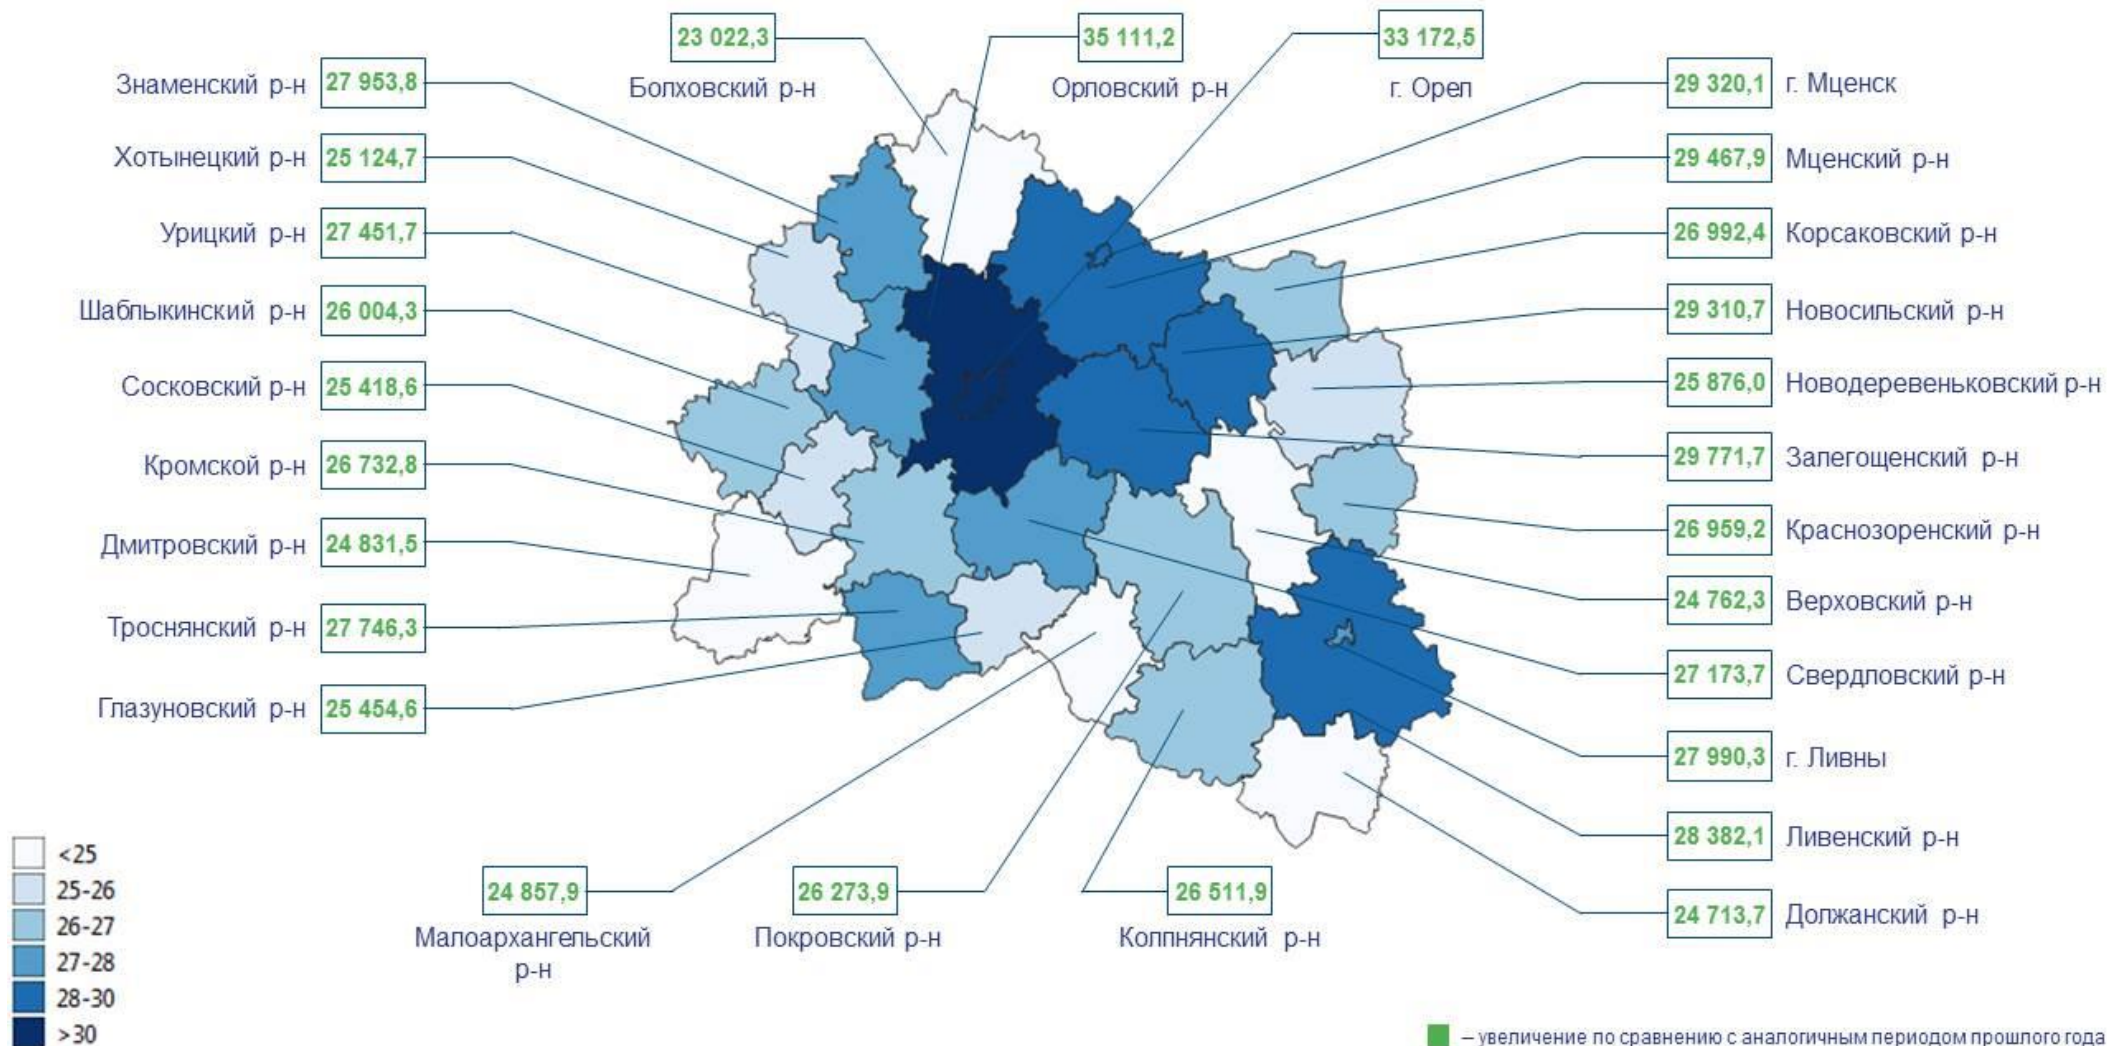 23 022,3
Болховский р-н
35 111,2
Орловский р-н
33 172,5
г. Орел
Знаменский р-н 27 953,8
Хотынецкий р-н 25 124,7
Урицкий р-н 27 451,7
Шаблыкинский р-н 26 004,3
Сосковский р-н 25 418,6
Кромской р-н 26 732,8
Дмитровский р-н 24 831,5
Троснянский р-н 27 746,3
Глазуновский р-н 25 454,6
29 320,1 г. Мценск
29 467,9 Мценский р-н
26 992,4 Корсаковский р-н
29 310,7 Новосильский р-н
25 876,0 Новодеревеньковский р-н
29 771,7 Залегощенский р-н
26 959,2 Краснозоренский р-н
24 762,3 Верховский р-н
27 173,7 Свердловский р-н
27 990,3 г. Ливны
28 382,1 Ливенский р-н
24 713,7 Должанский р-н
24 857,9
Малоархангельский
р-н
26 273,9
Покровский р-н
26 511,9
Колпнянский р-н
<25
25-26
26-27
27-28
28-30
>30
– увеличение по сравнению с аналогичным периодом прошлого года